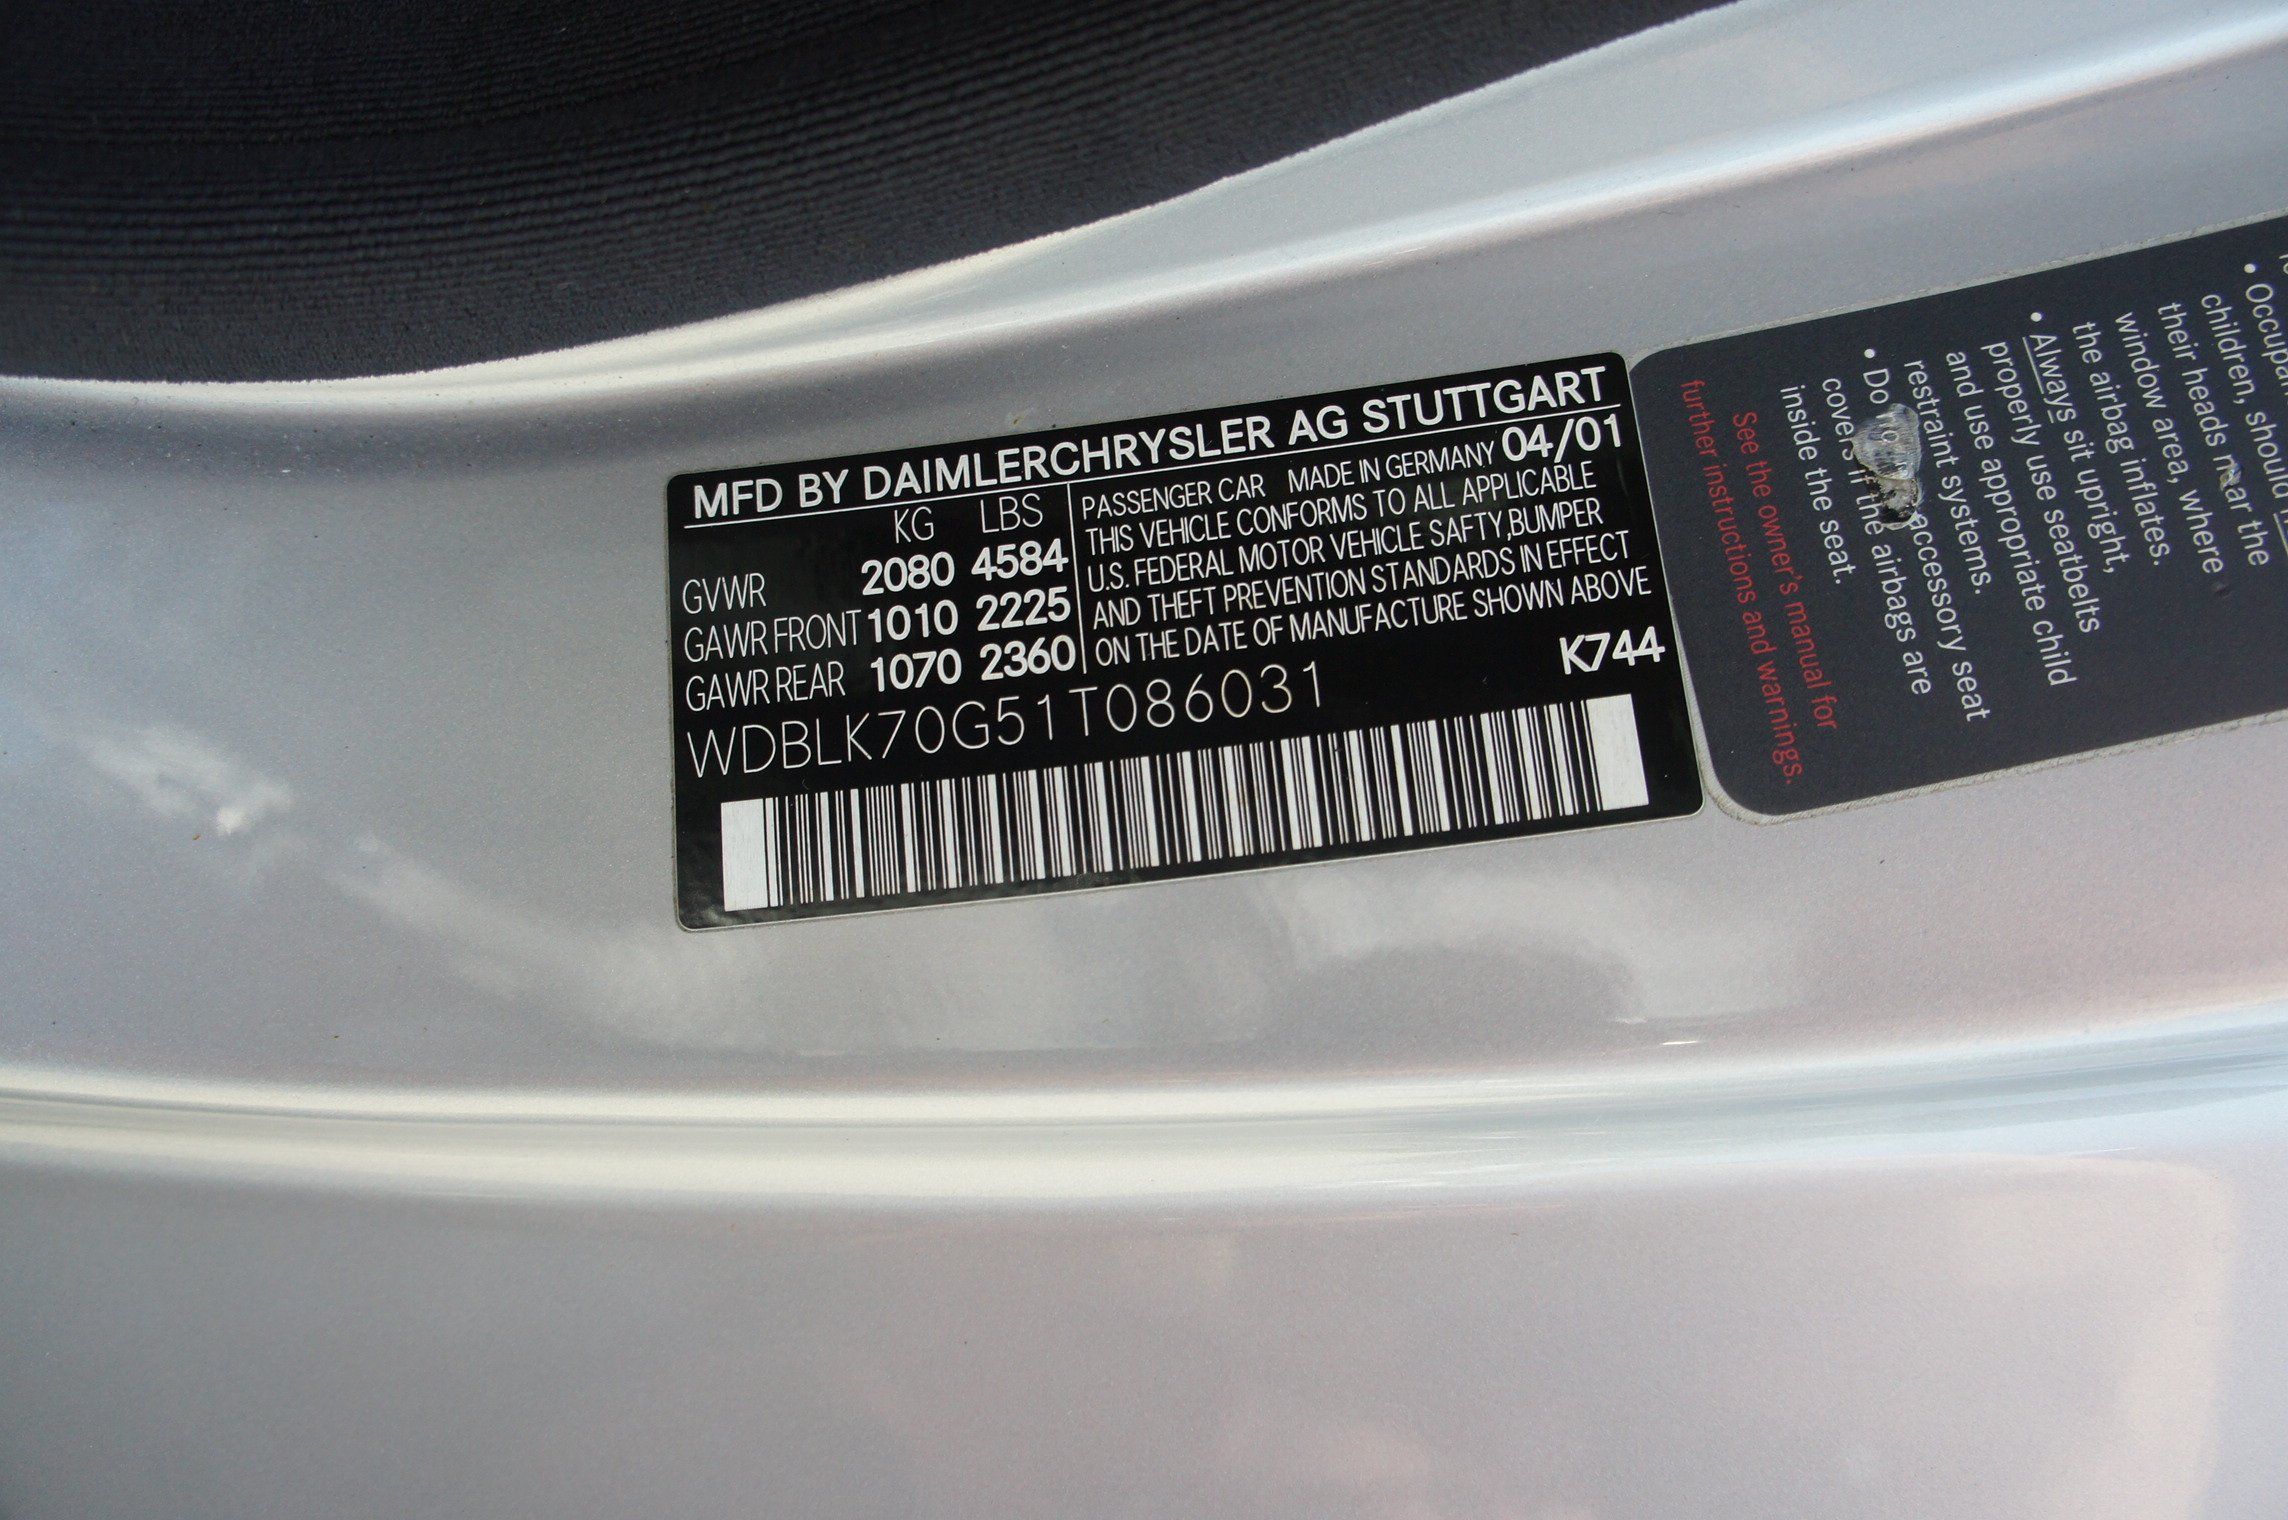 MFD BY DAIMLERCHRYSLER AG STUTTGART
KG LBS
GVWR 2080 4584
GAWR FRONT 1010 2225
GAWR REAR 1070 2360
PASSENGER CAR MADE IN GERMANY 04/01
THIS VEHICLE CONFORMS TO ALL APPLICABLE
U.S. FEDERAL MOTOR VEHICLE SAFTY,BUMPER
AND THEFT PREVENTION STANDARDS IN EFFECT
ON THE DATE OF MANUFACTURE SHOWN ABOVE
WDBLK70G51T086031
K744
children, should
their heads near the
window area, where
the airbag inflates.
• Always sit upright,
properly use seatbelts
and use appropriate child
restraint systems.
• Do accessory seat
covers if the airbags are
inside the seat.
See the owner's manual for
further instructions and warnings.